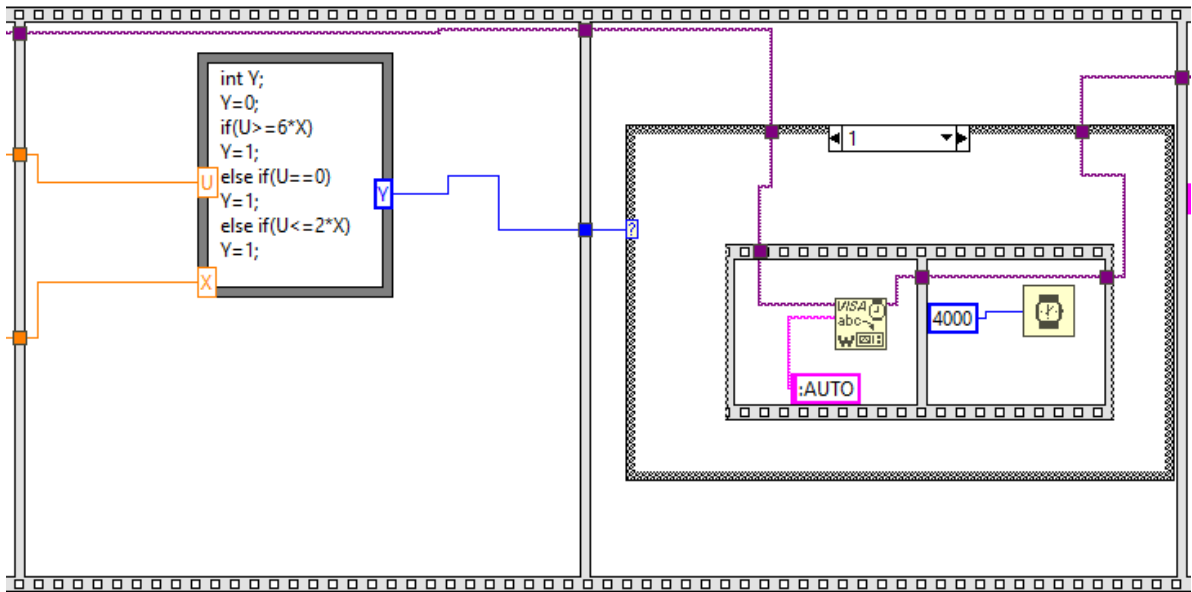 int Y;
Y=0;
if(U>=6*X)
Y=1;
else if(U==0)
Y=1;
else if(U<=2*X)
Y=1;
U
Y
X
1
?
VISA
abc
W
4000
:AUTO